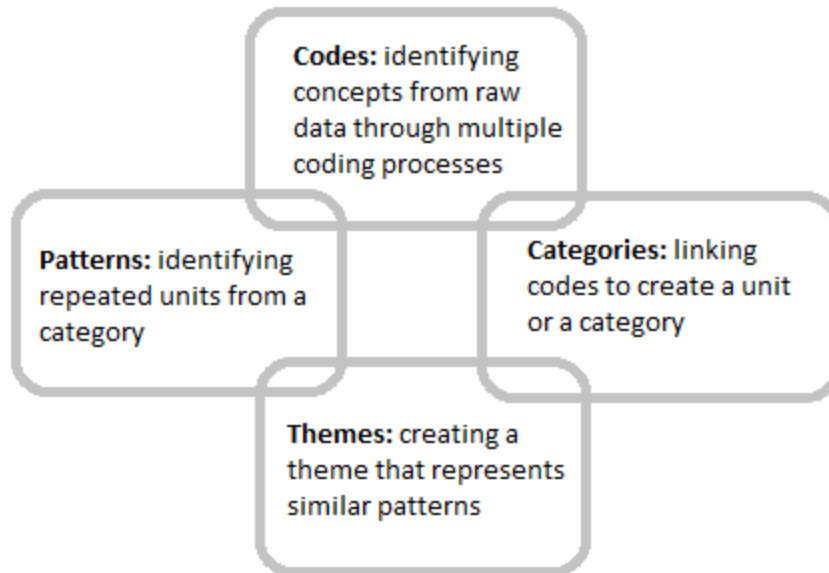 Codes: identifying
concepts from raw
data through multiple
coding processes
Patterns: identifying
repeated units from a
category
Categories: linking
codes to create a unit
or a category
Themes: creating a
theme that represents
similar patterns